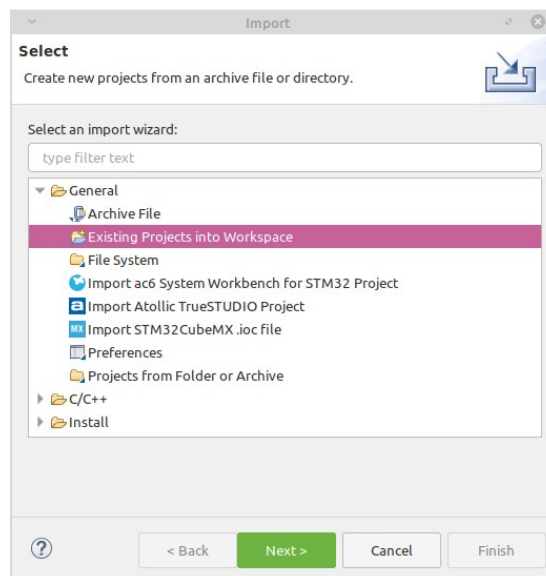 Import
Select
Create new projects from an archive file or directory.
Select an import wizard:
type filter text
General
Archive File
Existing Projects into Workspace
File System
Import ac6 System Workbench for STM32 Project
Import Atollic TrueSTUDIO Project
MX Import STM32CubeMX .ioc file
Preferences
Projects from Folder or Archive
C/C++
Install
? < Back Next > Cancel Finish